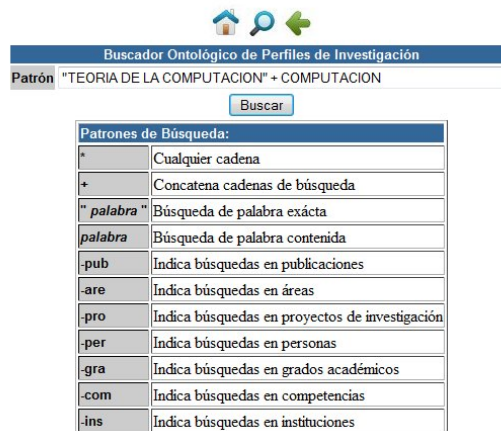 Buscador Ontológico de Perfiles de Investigación
Patrón "TEORIA DE LA COMPUTACION" + COMPUTACION
Buscar
Patrones de Búsqueda:
* Cualquier cadena
+ Concatena cadenas de búsqueda
" palabra " Búsqueda de palabra exácta
palabra Búsqueda de palabra contenida
-pub Indica búsquedas en publicaciones
-are Indica búsquedas en áreas
-pro Indica búsquedas en proyectos de investigación
-per Indica búsquedas en personas
-gra Indica búsquedas en grados académicos
-com Indica búsquedas en competencias
-ins Indica búsquedas en instituciones